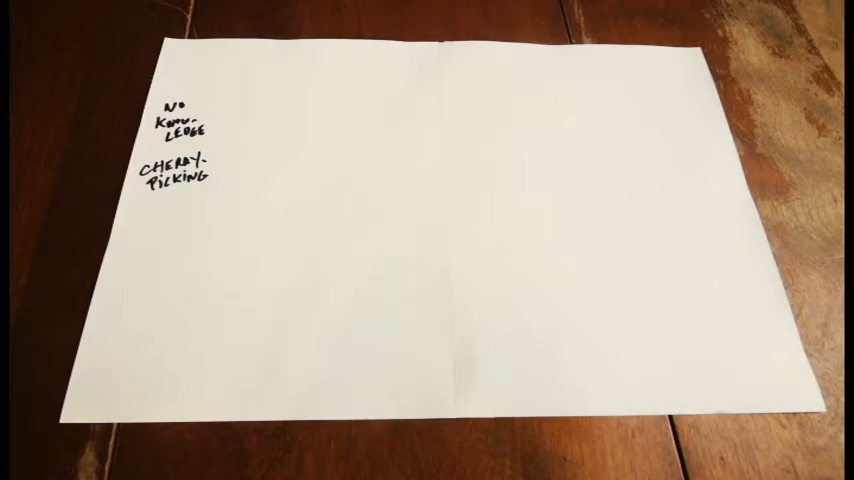 NO
KNOW-
LEDGE
CHERRY-
PICKING